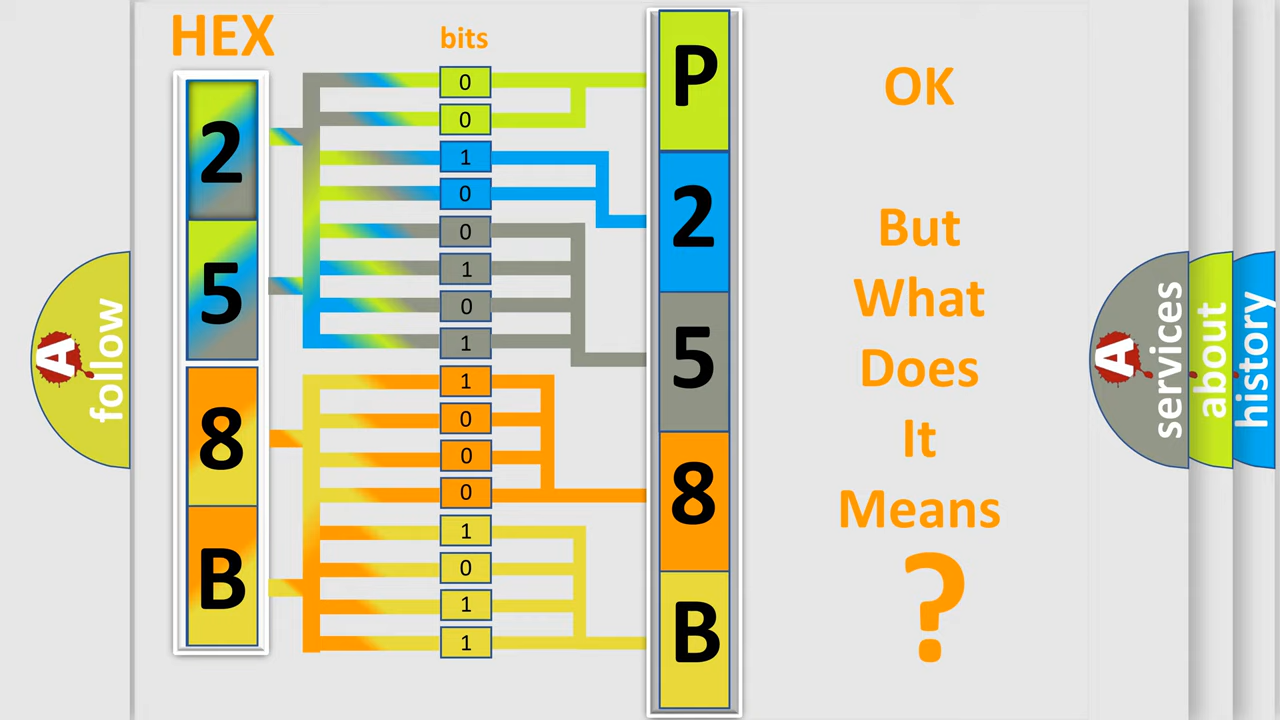 HEX
bits
2
5
8
B
0
0
1
0
0
1
0
1
1
0
0
0
1
0
1
1
P
2
5
8
B
OK
But
What
Does
It
Means
?
A
follow
A
services
about
history